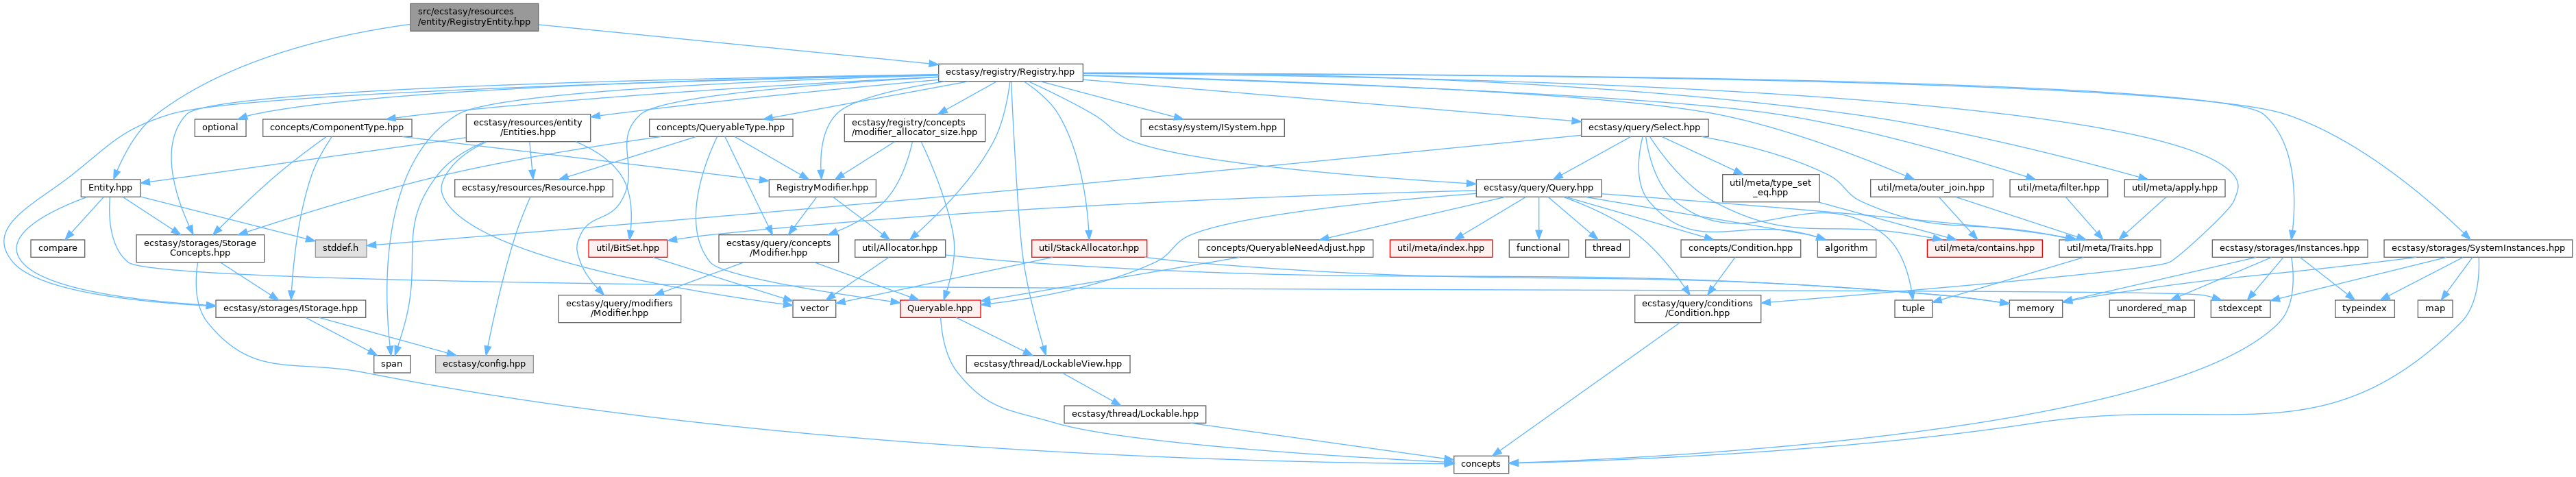 src/ecstasy/resources
/entity/RegistryEntity.hpp
ecstasy/registry/Registry.hpp
optional
concepts/ComponentType.hpp
ecstasy/resources/entity
/Entities.hpp
concepts/QueryableType.hpp
ecstasy/registry/concepts
/modifier_allocator_size.hpp
ecstasy/system/ISystem.hpp
ecstasy/query/Select.hpp
Entity.hpp
ecstasy/resources/Resource.hpp
RegistryModifier.hpp
ecstasy/query/Query.hpp
util/meta/type_set
_eq.hpp
util/meta/outer_join.hpp
util/meta/filter.hpp
util/meta/apply.hpp
compare
ecstasy/storages/Storage
Concepts.hpp
stddef.h
util/BitSet.hpp
ecstasy/query/concepts
/Modifier.hpp
util/Allocator.hpp
util/StackAllocator.hpp
concepts/QueryableNeedAdjust.hpp
util/meta/index.hpp
functional
thread
concepts/Condition.hpp
algorithm
util/meta/contains.hpp
util/meta/Traits.hpp
ecstasy/storages/Instances.hpp
ecstasy/storages/SystemInstances.hpp
ecstasy/storages/IStorage.hpp
ecstasy/query/modifiers
/Modifier.hpp
vector
Queryable.hpp
ecstasy/query/conditions
/Condition.hpp
tuple
memory
unordered_map
stdexcept
typeindex
map
span
ecstasy/config.hpp
ecstasy/thread/LockableView.hpp
ecstasy/thread/Lockable.hpp
concepts